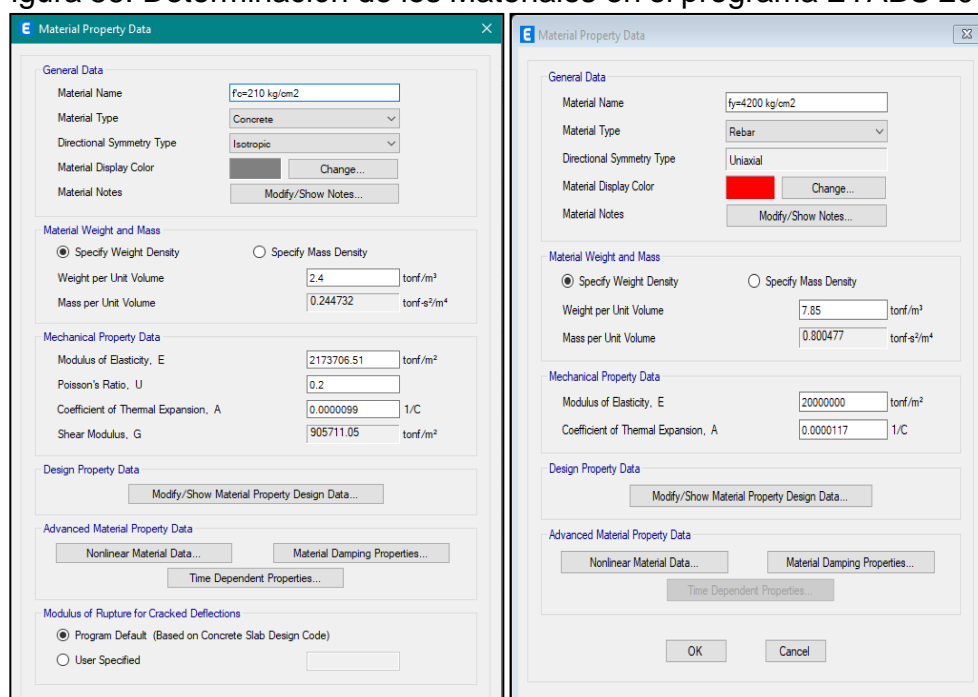 igura 38. Determinación de los materiales en el programa ETABS 20
Material Property Data
General Data
Material Name f'c=210 kg/cm2
Material Type Concrete
Directional Symmetry Type Isotropic
Material Display Color Change...
Material Notes Modify/Show Notes...
Material Weight and Mass
Specify Weight Density Specify Mass Density
Weight per Unit Volume 2.4 tonf/m³
Mass per Unit Volume 0.244732 tonf-s²/m⁴
Mechanical Property Data
Modulus of Elasticity, E 2173706.51 tonf/m²
Poisson's Ratio, U 0.2
Coefficient of Thermal Expansion, A 0.0000099 1/C
Shear Modulus, G 905711.05 tonf/m²
Design Property Data
Modify/Show Material Property Design Data...
Advanced Material Property Data
Nonlinear Material Data... Material Damping Properties...
Time Dependent Properties...
Modulus of Rupture for Cracked Deflections
Program Default (Based on Concrete Slab Design Code)
User Specified
Material Property Data
General Data
Material Name fy=4200 kg/cm2
Material Type Rebar
Directional Symmetry Type Uniaxial
Material Display Color Change...
Material Notes Modify/Show Notes...
Material Weight and Mass
Specify Weight Density Specify Mass Density
Weight per Unit Volume 7.85 tonf/m³
Mass per Unit Volume 0.800477 tonf-s²/m⁴
Mechanical Property Data
Modulus of Elasticity, E 20000000 tonf/m²
Coefficient of Thermal Expansion, A 0.0000117 1/C
Design Property Data
Modify/Show Material Property Design Data...
Advanced Material Property Data
Nonlinear Material Data... Material Damping Properties...
Time Dependent Properties...
OK Cancel